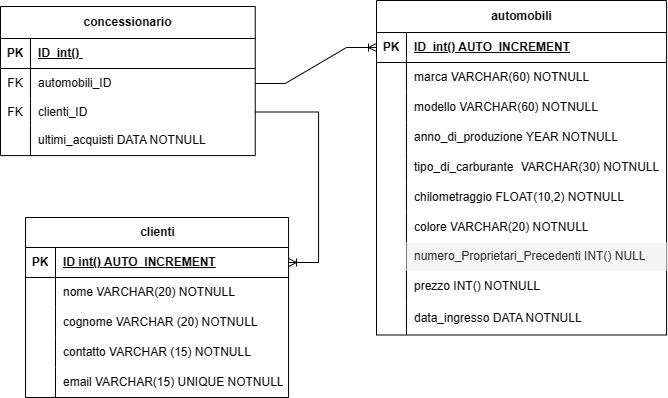 concessionario
PK ID_int()
FK automobili_ID
FK clienti_ID
ultimi_acquisti DATA NOTNULL
automobili
PK ID_int() AUTO_INCREMENT
marca VARCHAR(60) NOTNULL
modello VARCHAR(60) NOTNULL
anno_di_produzione YEAR NOTNULL
tipo_di_carburante VARCHAR(30) NOTNULL
chilometraggio FLOAT(10,2) NOTNULL
colore VARCHAR(20) NOTNULL
numero_Proprietari_Precedenti INT() NULL
prezzo INT() NOTNULL
data_ingresso DATA NOTNULL
clienti
PK ID int() AUTO_INCREMENT
nome VARCHAR(20) NOTNULL
cognome VARCHAR (20) NOTNULL
contatto VARCHAR (15) NOTNULL
email VARCHAR(15) UNIQUE NOTNULL